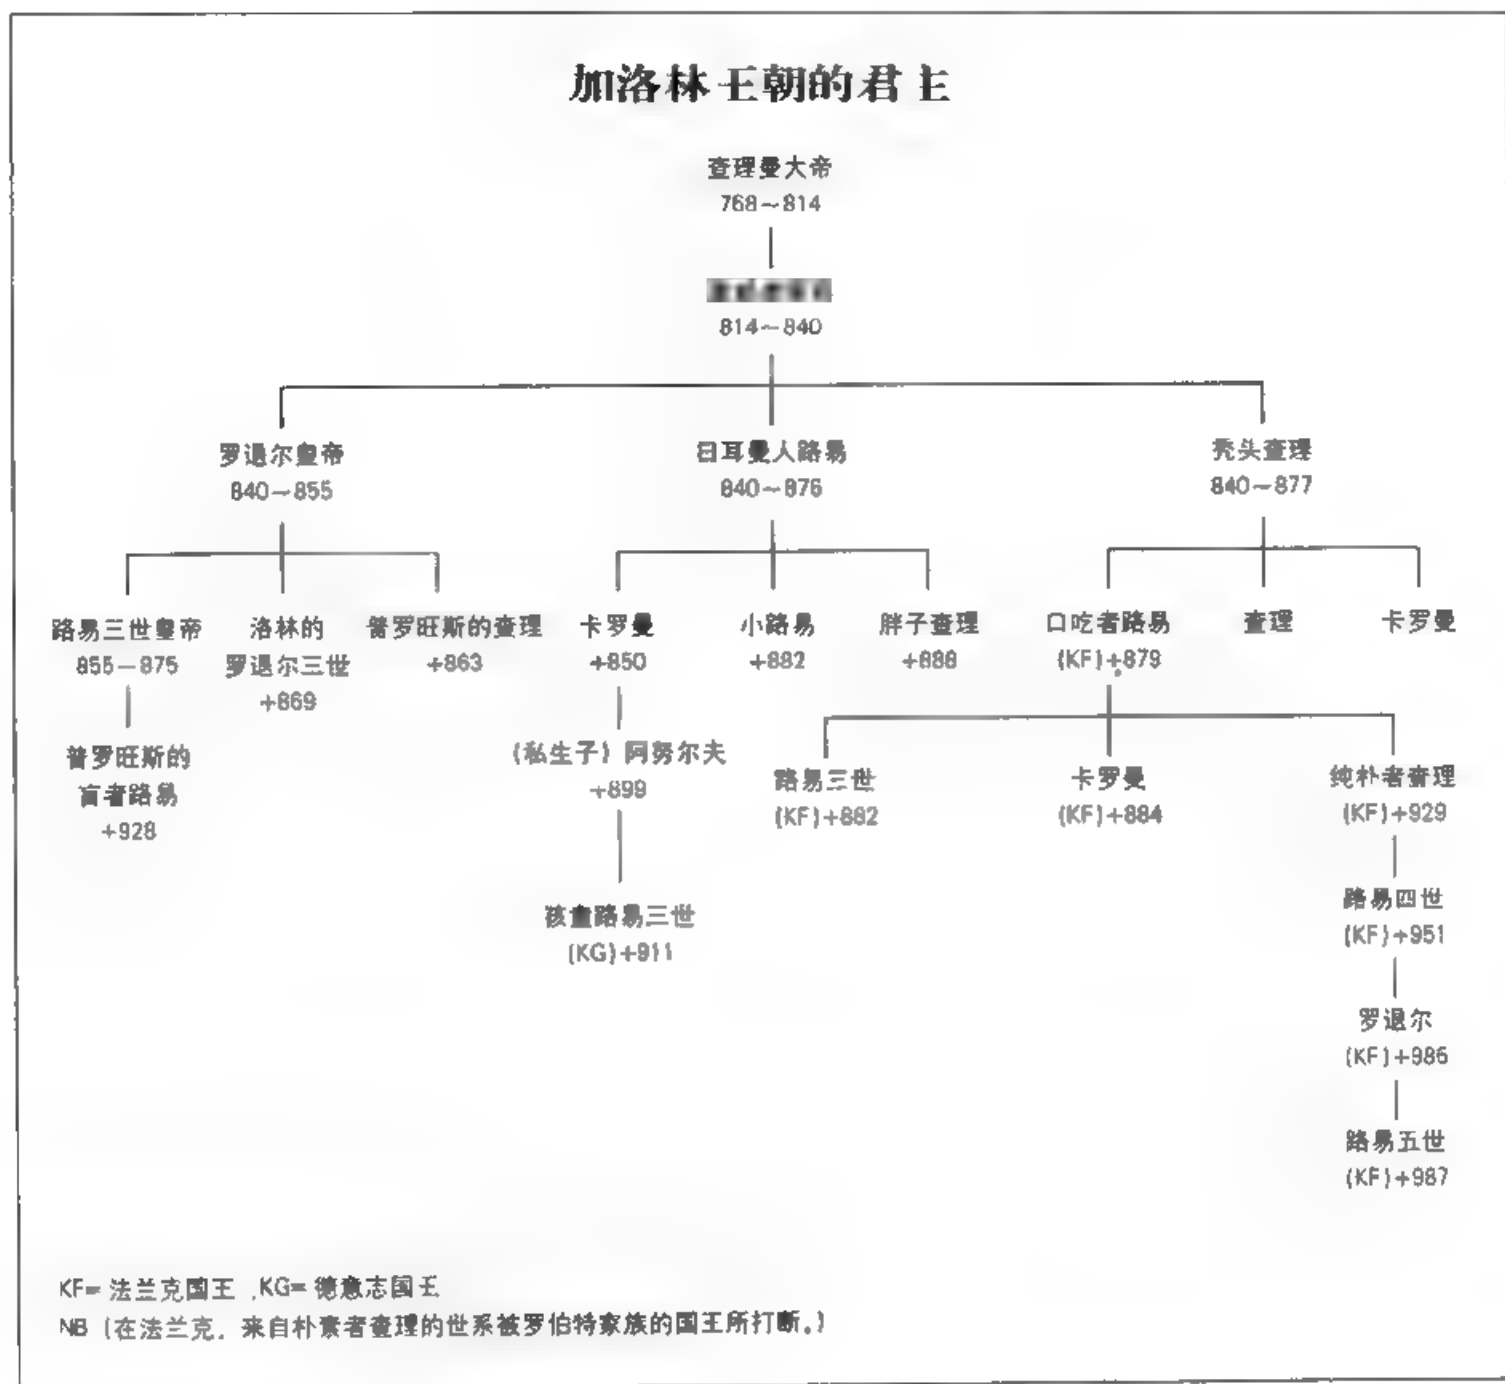 加洛林王朝的君主
查理曼大帝
768～814
814～840
罗退尔皇帝
840～855
日耳曼人路易
840～876
秃头查理
840～877
路易三世皇帝
855～875
洛林的
罗退尔三世
+869
普罗旺斯的查理
+863
卡罗曼
+850
小路易
+882
胖子查理
+888
口吃者路易
(KF)+879
查理
卡罗曼
普罗旺斯的
盲者路易
+928
(私生子) 阿努尔夫
+899
路易三世
(KF)+882
卡罗曼
(KF)+884
纯朴者查理
(KF)+929
孩童路易三世
(KG)+911
路易四世
(KF)+951
罗退尔
(KF)+986
路易五世
(KF)+987
KF=法兰克国王 ,KG=德意志国王
NB (在法兰克，来自朴素者查理的世系被罗伯特家族的国王所打断。)